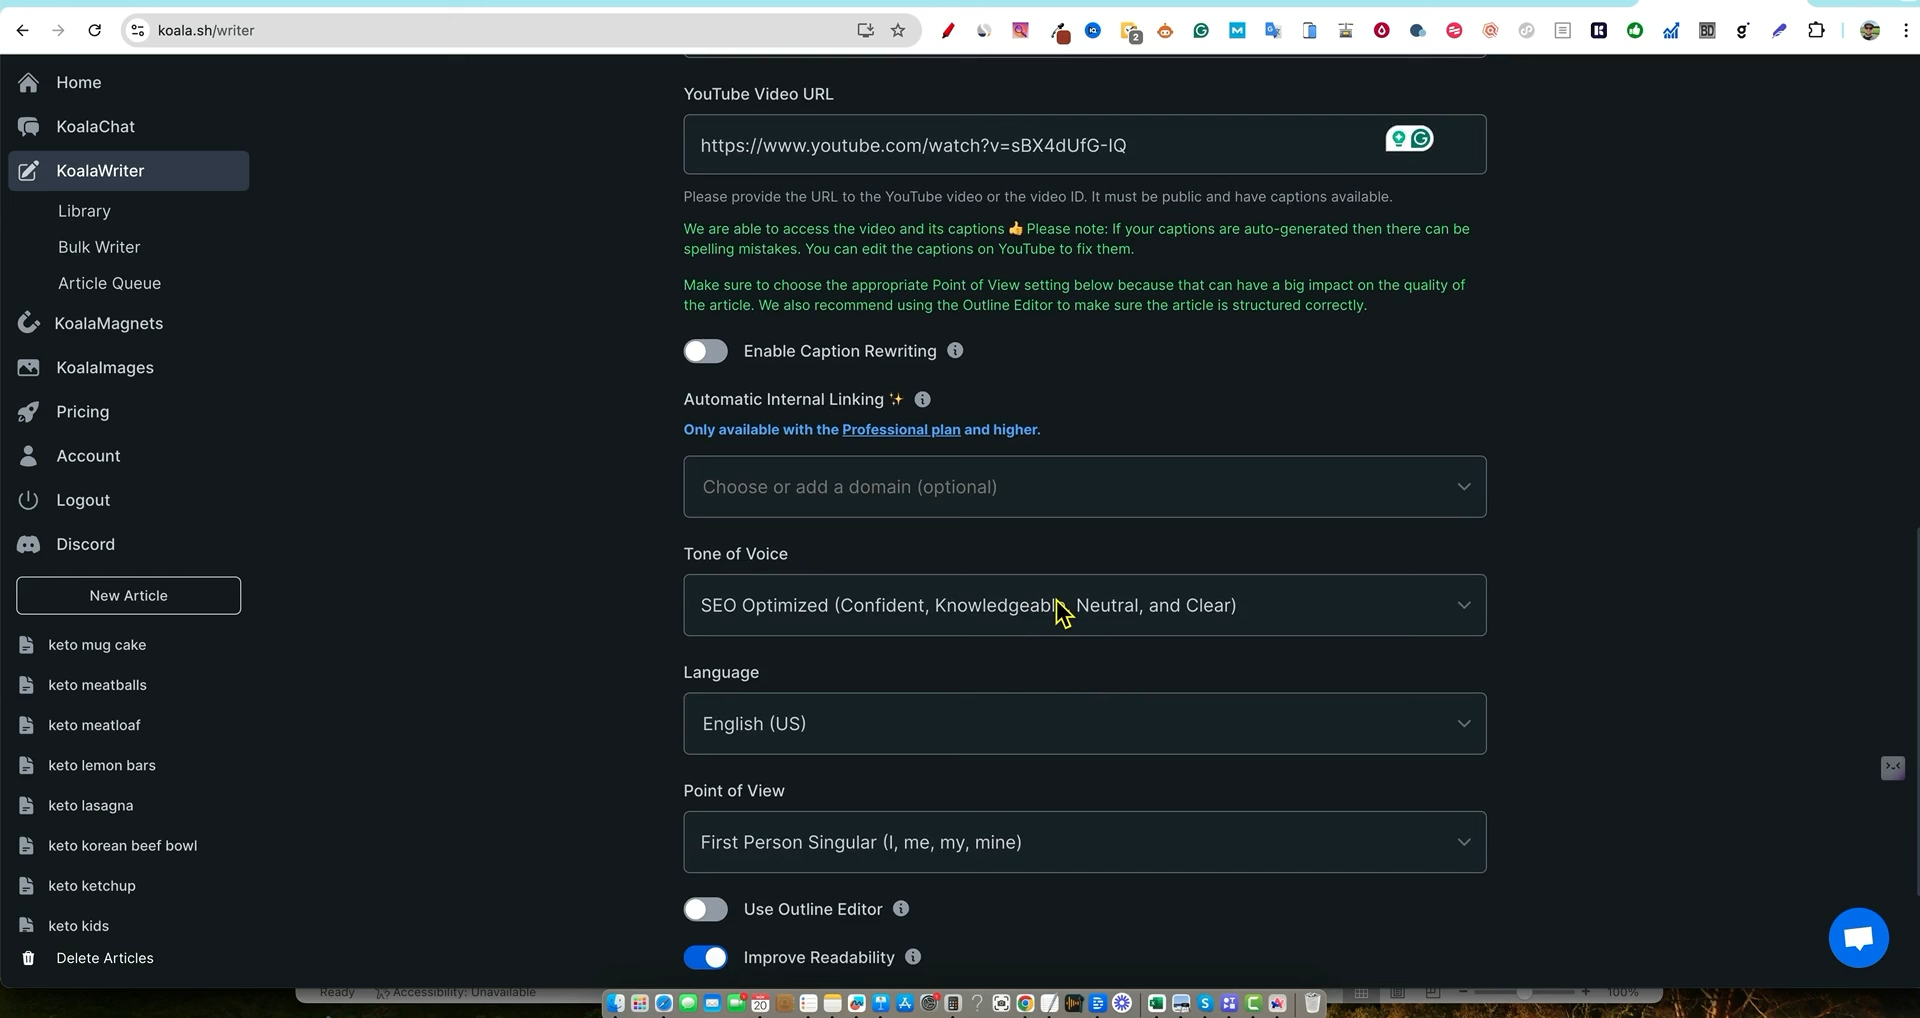 koala.sh/writer
2
BD
Home
KoalaChat
KoalaWriter
Library
Bulk Writer
Article Queue
KoalaMagnets
KoalaImages
Pricing
Account
Logout
Discord
New Article
keto mug cake
keto meatballs
keto meatloaf
keto lemon bars
keto lasagna
keto korean beef bowl
keto ketchup
keto kids
Delete Articles
YouTube Video URL
https://www.youtube.com/watch?v=sBX4dUfG-IQ
Please provide the URL to the YouTube video or the video ID. It must be public and have captions available.
We are able to access the video and its captions 👍 Please note: If your captions are auto-generated then there can be
spelling mistakes. You can edit the captions on YouTube to fix them.
Make sure to choose the appropriate Point of View setting below because that can have a big impact on the quality of
the article. We also recommend using the Outline Editor to make sure the article is structured correctly.
Enable Caption Rewriting
Automatic Internal Linking ✨
Only available with the Professional plan and higher.
Choose or add a domain (optional)
Tone of Voice
SEO Optimized (Confident, Knowledgeable, Neutral, and Clear)
Language
English (US)
Point of View
First Person Singular (I, me, my, mine)
Use Outline Editor
Improve Readability
Ready
Accessibility: Unavailable
100%
20